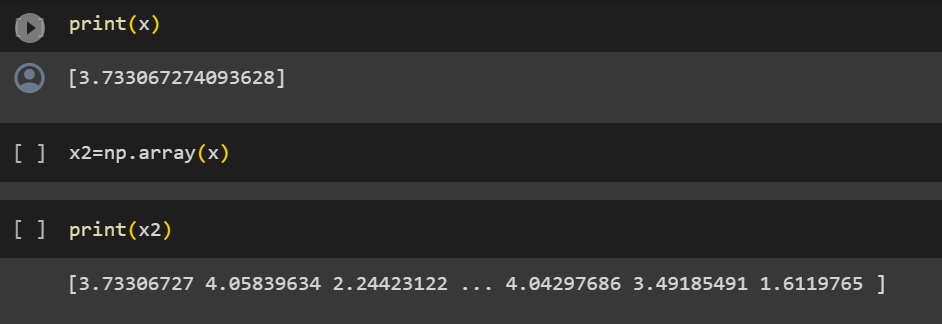 print(x)
[3.733067274093628]
[ ] x2=np.array(x)
[ ] print(x2)
[3.73306727 4.05839634 2.24423122 ... 4.04297686 3.49185491 1.6119765 ]